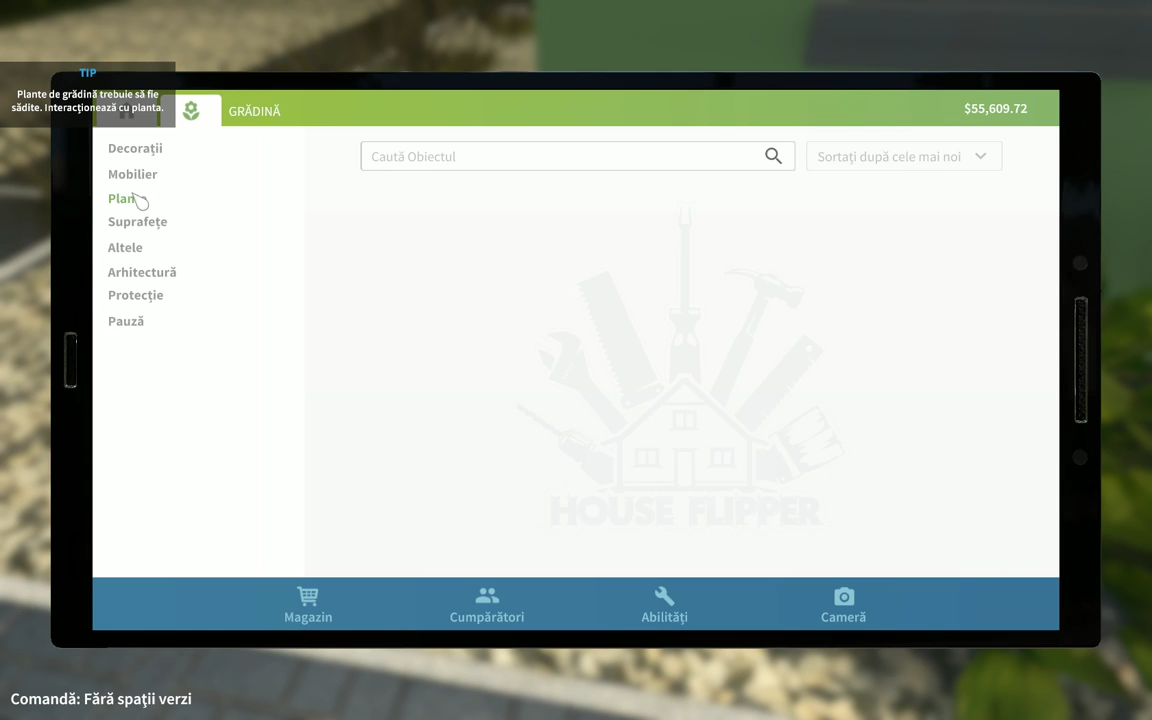 TIP
Plante de grădină trebuie să fie
sădite. Interacţionează cu planta.
GRĂDINĂ
$55,609.72
Decorații
Mobilier
Plan
Suprafețe
Altele
Arhitectură
Protecție
Pauză
Caută Obiectul
Sortați după cele mai noi
HOUSE FLIPPER
Magazin
Cumpărători
Abilități
Cameră
Comandă: Fără spaţii verzi